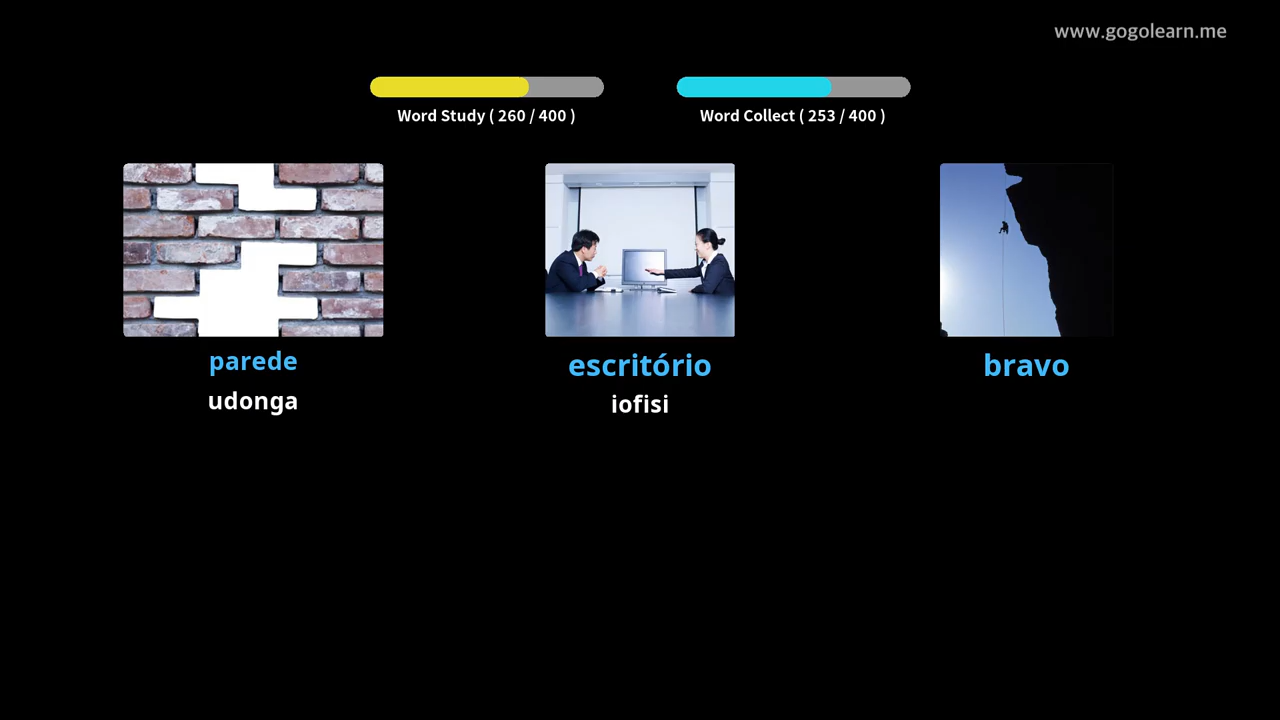 www.gogolearn.me
Word Study ( 260 / 400 )
Word Collect ( 253 / 400 )
parede
udonga
escritório
iofisi
bravo